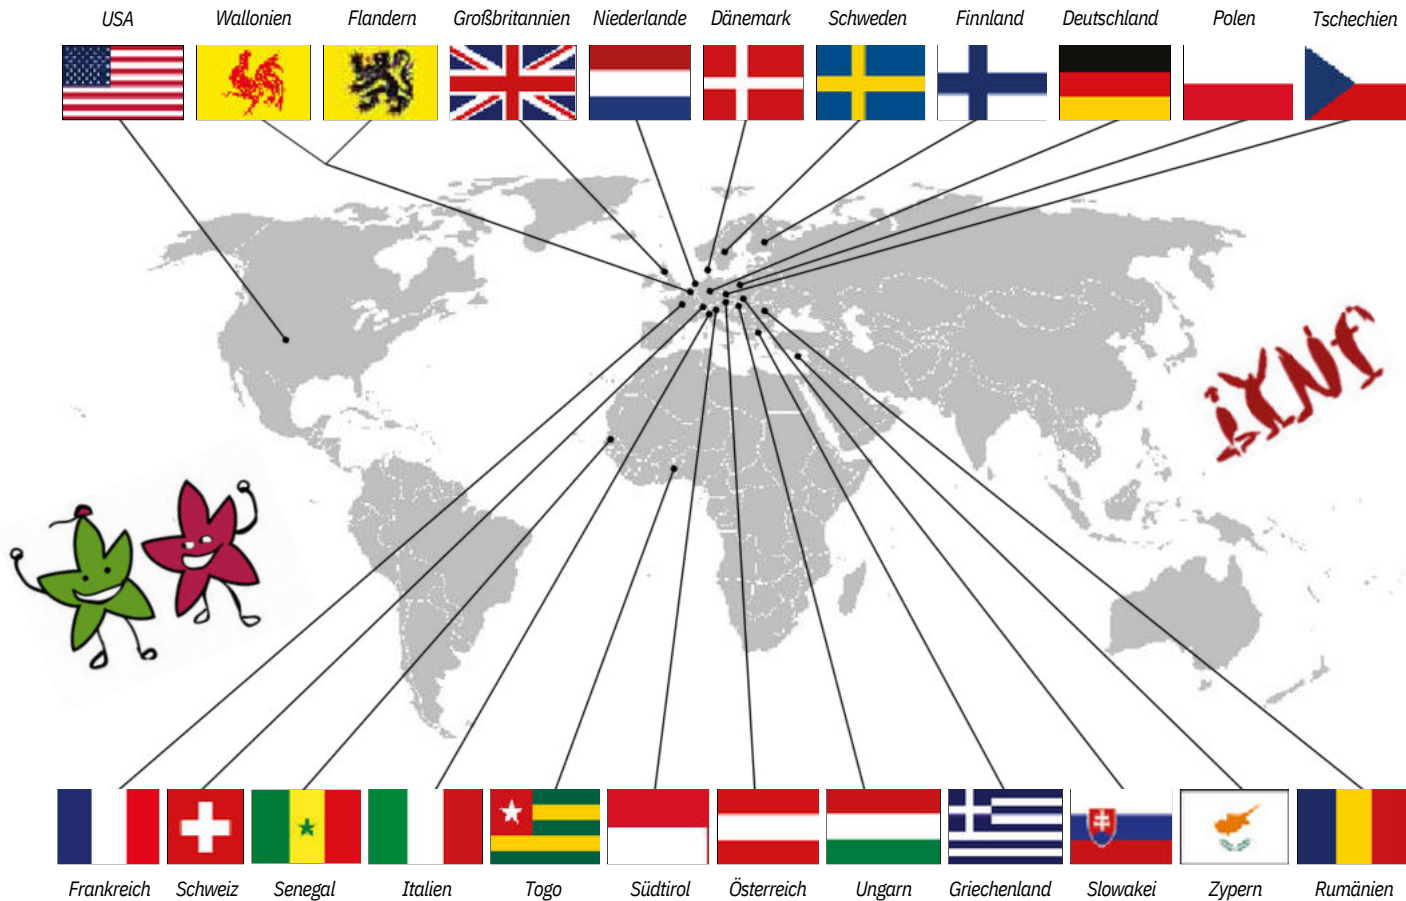 USA Wallonien Flandern Großbritannien Niederlande Dänemark Schweden Finnland Deutschland Polen Tschechien
iYNf
Frankreich Schweiz Senegal Italien Togo Südtirol Österreich Ungarn Griechenland Slowakei Zypern Rumänien